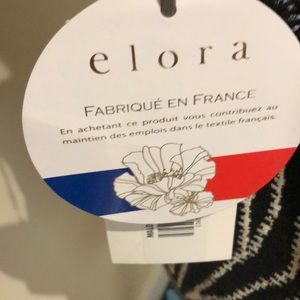 elora
FABRIQUÉ EN FRANCE
En achetant ce produit vous contribuez au
maintien des emplois dans le textile français.